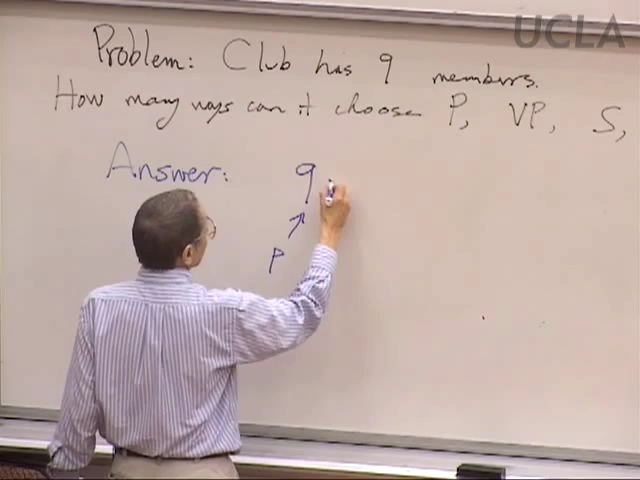 UCLA
Problem: Club has 9 members.
How many ways can it choose P, VP, S,
Answer: 9
P